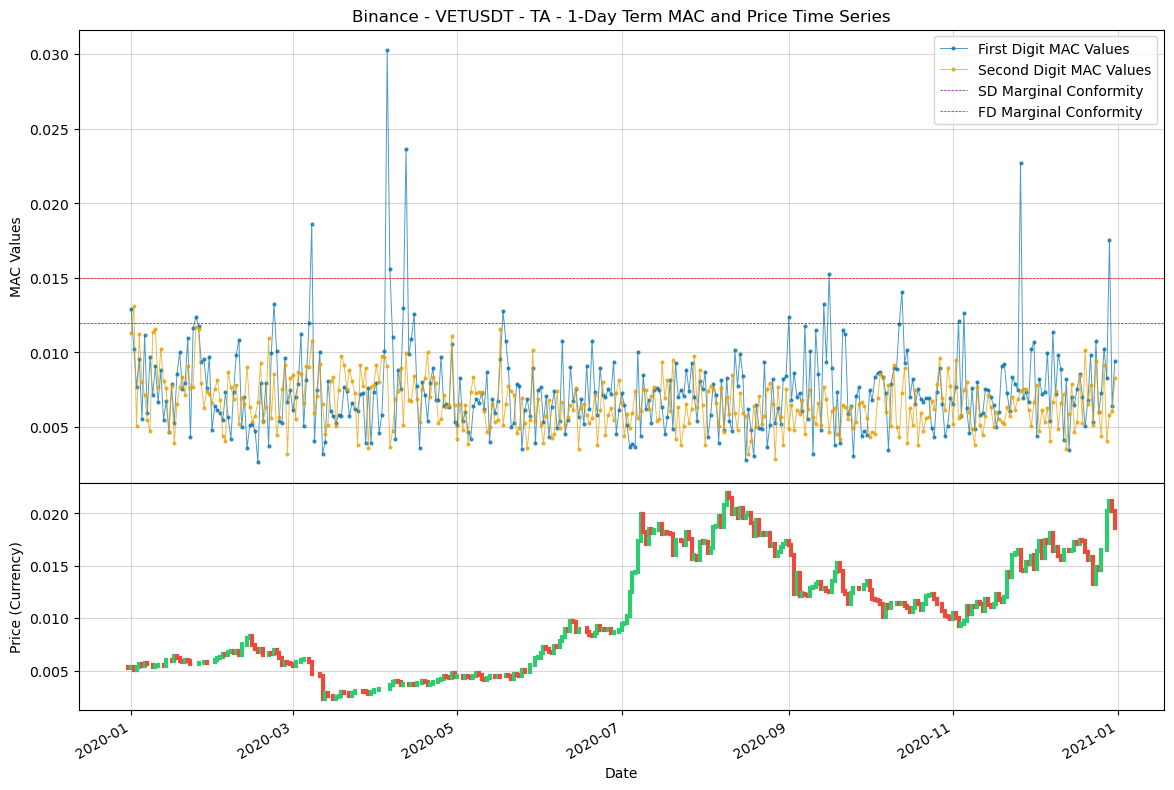 Binance - VETUSDT - TA - 1-Day Term MAC and Price Time Series
First Digit MAC Values
Second Digit MAC Values
SD Marginal Conformity
FD Marginal Conformity
MAC Values
0.030
0.025
0.020
0.015
0.010
0.005
Price (Currency)
0.020
0.015
0.010
0.005
2020-01
2020-03
2020-05
2020-07
2020-09
2020-11
2021-01
Date